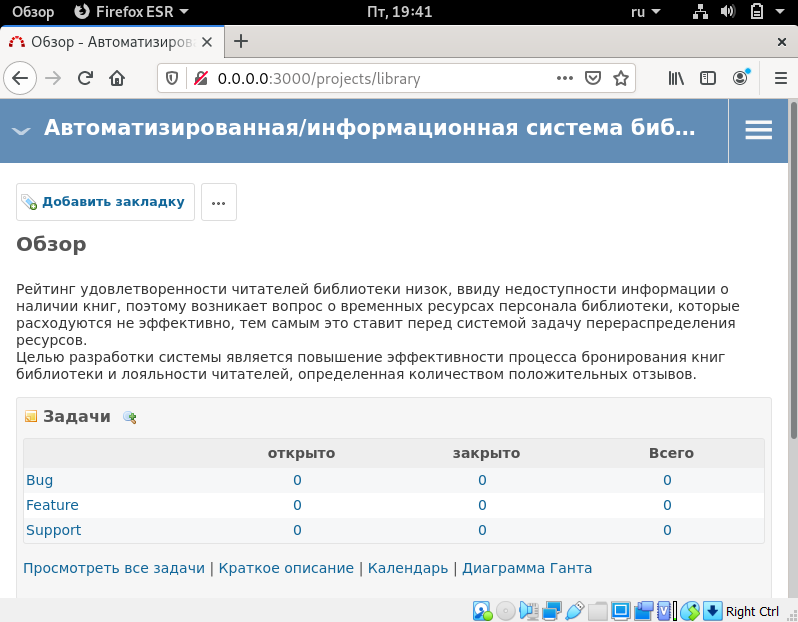 Обзор Firefox ESR Пт, 19:41 ru
Обзор - Автоматизирова
0.0.0.0:3000/projects/library
Автоматизированная/информационная система биб...
Добавить закладку ...
Обзор
Рейтинг удовлетворенности читателей библиотеки низок, ввиду недоступности информации о
наличии книг, поэтому возникает вопрос о временных ресурсах персонала библиотеки, которые
расходуются не эффективно, тем самым это ставит перед системой задачу перераспределения
ресурсов.
Целью разработки системы является повышение эффективности процесса бронирования книг
библиотеки и лояльности читателей, определенная количеством положительных отзывов.
Задачи
открыто закрыто Всего
Bug 0 0 0
Feature 0 0 0
Support 0 0 0
Просмотреть все задачи | Краткое описание | Календарь | Диаграмма Ганта
Right Ctrl